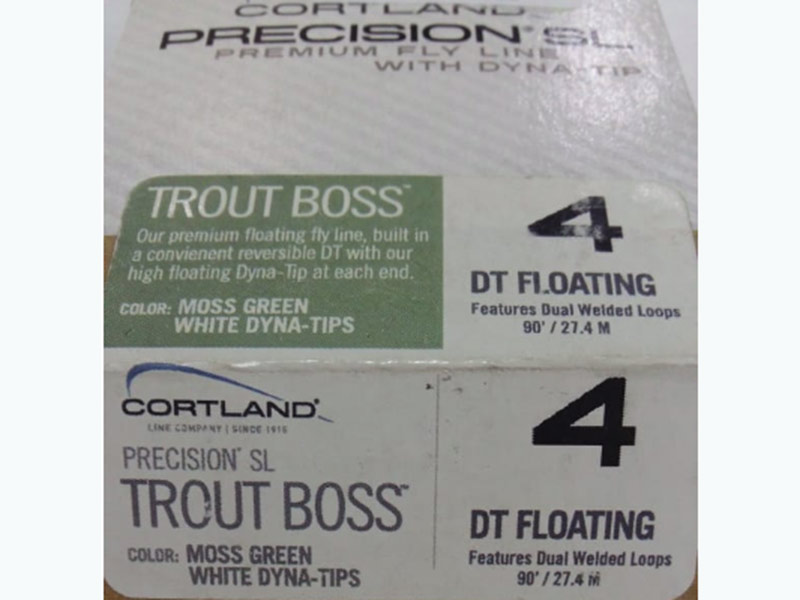 CORTLAND
PRECISION® SL
PREMIUM FLY LINE
WITH DYNA-TIP
TROUT BOSS™
Our premium floating fly line, built in
a convienent reversible DT with our
high floating Dyna-Tip at each end.
COLOR: MOSS GREEN
WHITE DYNA-TIPS
4
DT FLOATING
Features Dual Welded Loops
90' / 27.4 M
CORTLAND®
LINE COMPANY | SINCE 1915
PRECISION® SL
TROUT BOSS™
COLOR: MOSS GREEN
WHITE DYNA-TIPS
4
DT FLOATING
Features Dual Welded Loops
90' / 27.4 M